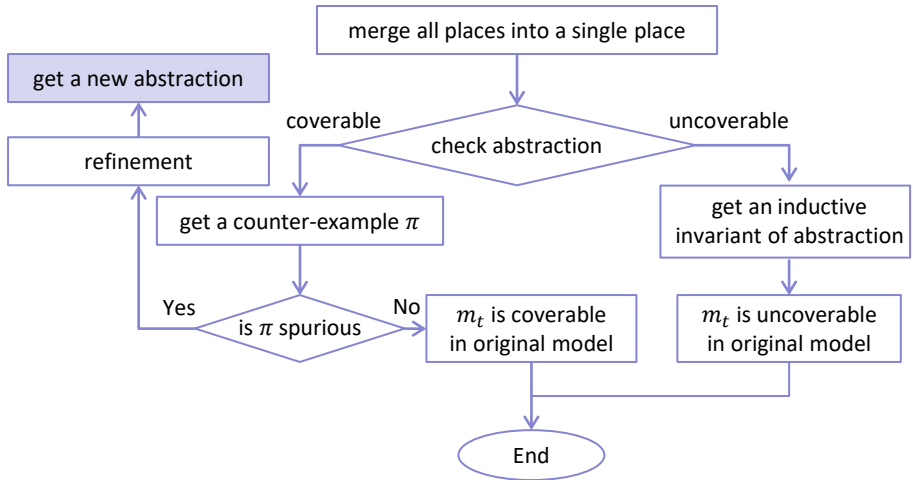 merge all places into a single place
get a new abstraction
coverable
uncoverable
check abstraction
refinement
get a counter-example π
get an inductive
invariant of abstraction
Yes
No
is π spurious
m_t is coverable
in original model
m_t is uncoverable
in original model
End